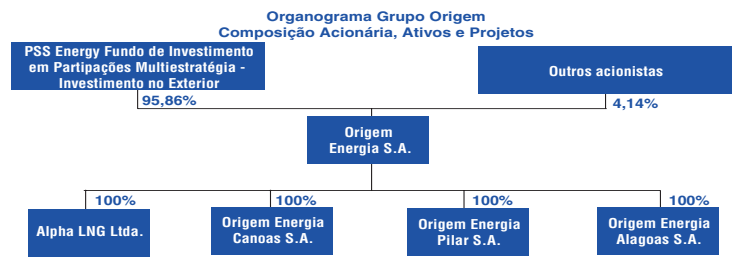 Organograma Grupo Origem
Composição Acionária, Ativos e Projetos
PSS Energy Fundo de Investimento
em Partipações Multiestratégia -
Investimento no Exterior
Outros acionistas
95,86%
4,14%
Origem
Energia S.A.
100%
100%
100%
100%
Alpha LNG Ltda.
Origem Energia
Canoas S.A.
Origem Energia
Pilar S.A.
Origem Energia
Alagoas S.A.